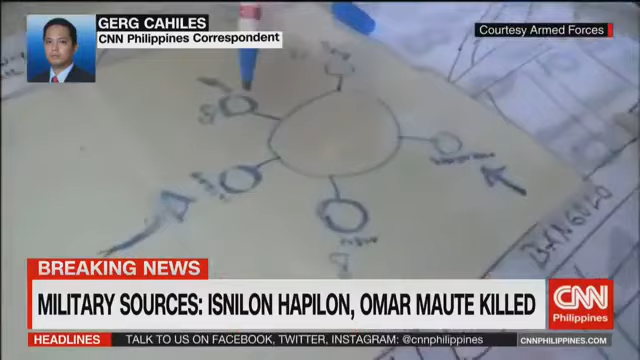 GERG CAHILES
CNN Philippines Correspondent
Courtesy Armed Forces
BANGOLO
BREAKING NEWS
MILITARY SOURCES: ISNILON HAPILON, OMAR MAUTE KILLED
CNN
Philippines
HEADLINES
TALK TO US ON FACEBOOK, TWITTER, INSTAGRAM: @cnnphilippines
CNNPHILIPPINES.COM